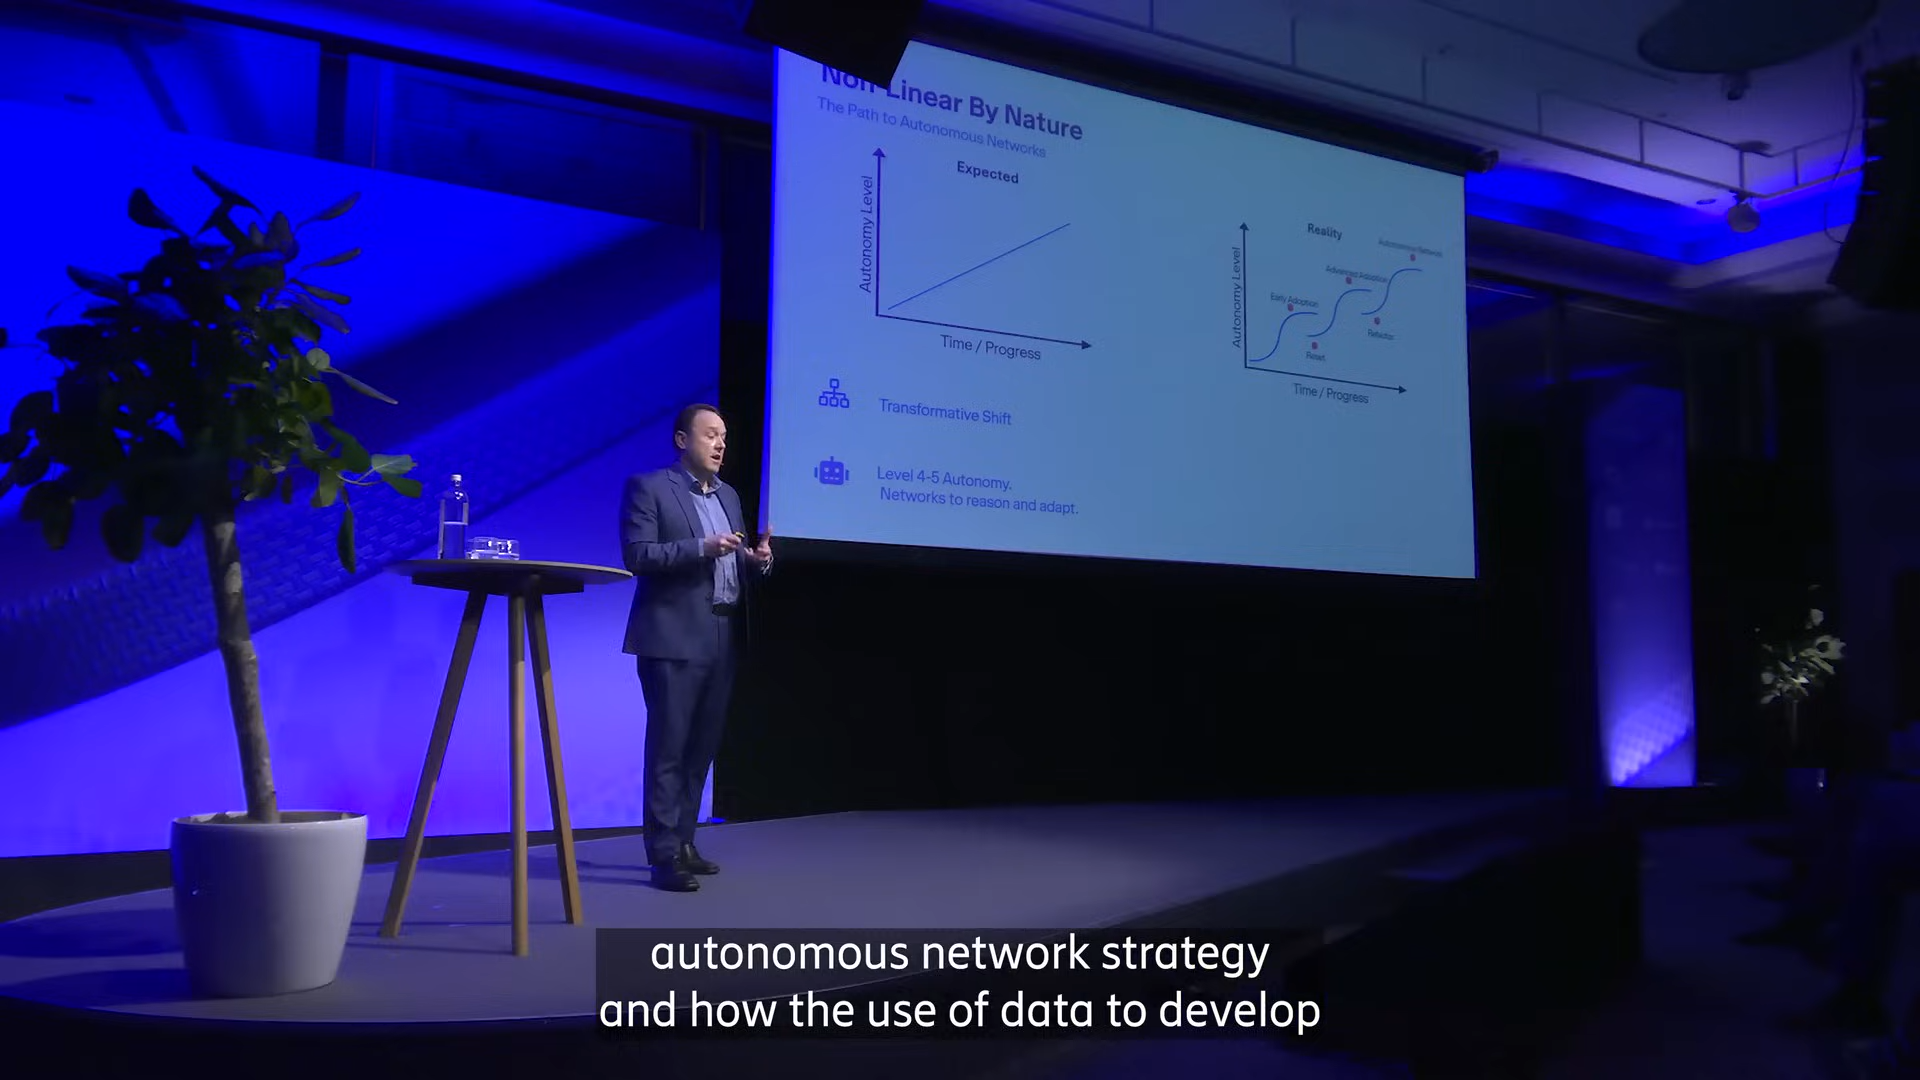 Non-Linear By Nature
The Path to Autonomous Networks
Expected
Autonomy Level
Time / Progress
Reality
Autonomy Level
Early Adoption
Advanced Adoption
Autonomous Network
Reset
Time / Progress
Transformative Shift
Level 4-5 Autonomy.
Networks to reason and adapt.
autonomous network strategy
and how the use of data to develop